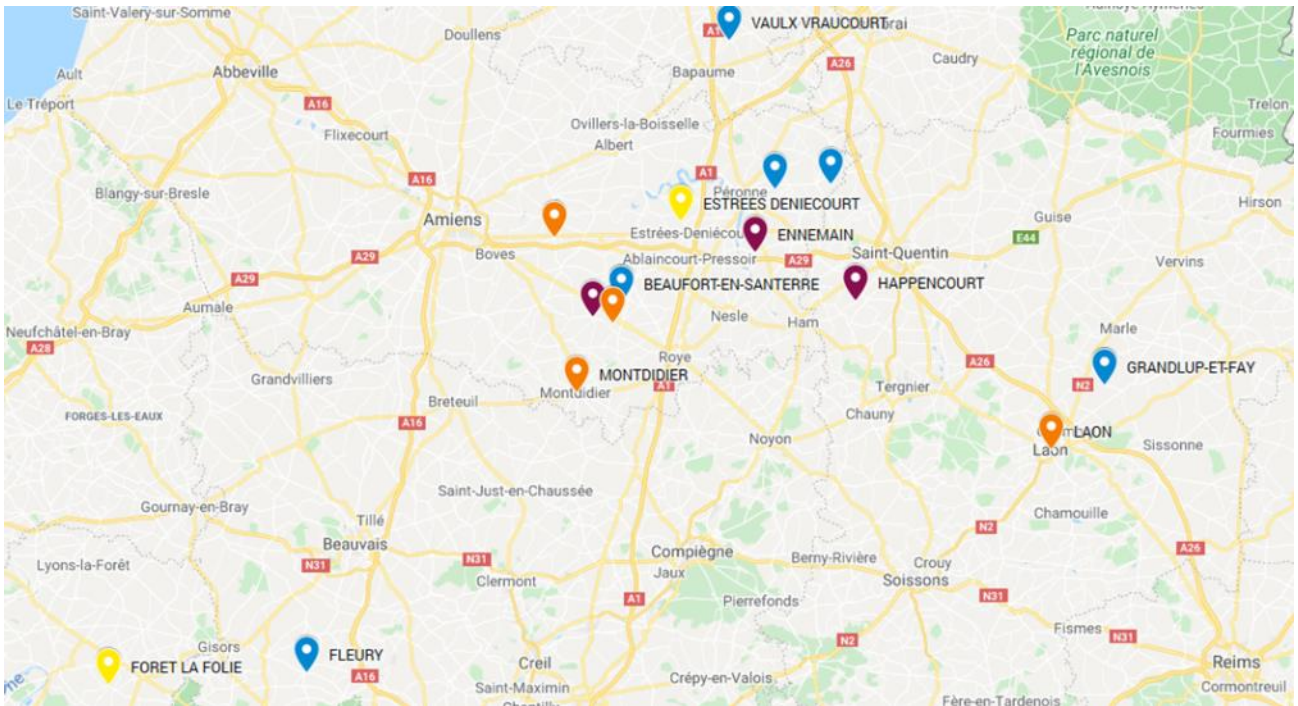 Saint-Valery-sur-Somme
Doullens
VAULX VRAUCOURT
Parc naturel
régional de
l'Avesnois
Ault
Abbeville
Bapaume
A26
Caudry
Le Tréport
A16
Flixecourt
Ovillers-la-Boisselle
Albert
Trelon
Fourmies
Blangy-sur-Bresle
A16
A1
Péronne
ESTREES DENIECOURT
Hirson
Amiens
Guise
Boves
ENNEMAIN
E44
A29
Ablaincourt-Pressoir
A29
Saint-Quentin
Vervins
A29
BEAUFORT-EN-SANTERRE
HAPPENCOURT
Aumale
Nesle
Ham
Neufchâtel-en-Bray
Marle
A28
Roye
A26
GRANDLUP-ET-FAY
Grandvilliers
MONTDIDIER
A1
N2
Montdidier
Tergnier
Breteuil
FORGES-LES-EAUX
A16
Chauny
Noyon
LAON
Laon
Sissonne
Saint-Just-en-Chaussée
Gournay-en-Bray
Chamouille
Tillé
N2
Beauvais
Compiègne
A26
Lyons-la-Forêt
N31
N31
Berny-Rivière
Crouy
Clermont
Jaux
Soissons
A1
Pierrefonds
N31
Fismes
N31
Gisors
N2
FLEURY
Creil
Reims
FORET LA FOLIE
A16
Crépy-en-Valois
Saint-Maximin
Cormontreuil
Fère-en-Tardenois